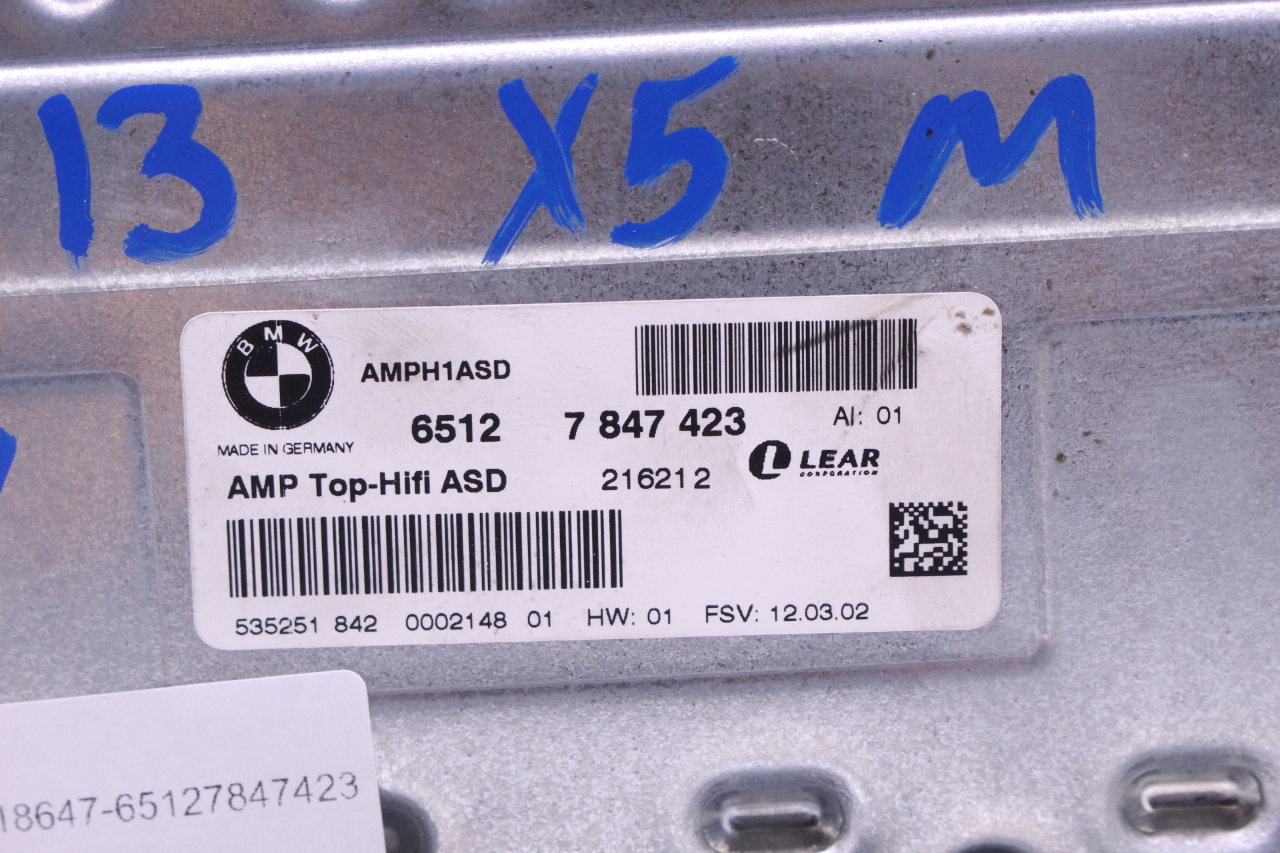 13 X5 M
BMW
AMPH1ASD
6512 7 847 423 AI: 01
MADE IN GERMANY
LEAR
CORPORATION
AMP Top-Hifi ASD 216212
535251 842 0002148 01 HW: 01 FSV: 12.03.02
18647-65127847423